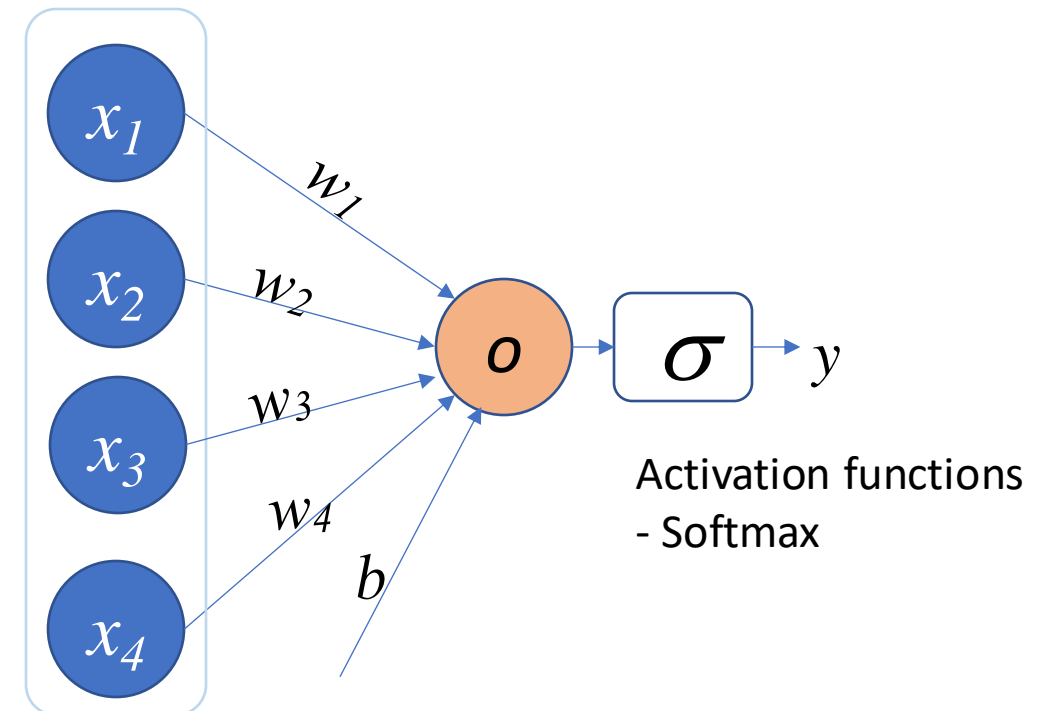 x1
w1
x2
w2
o
σ
y
x3
w3
Activation functions
- Softmax
w4
b
x4